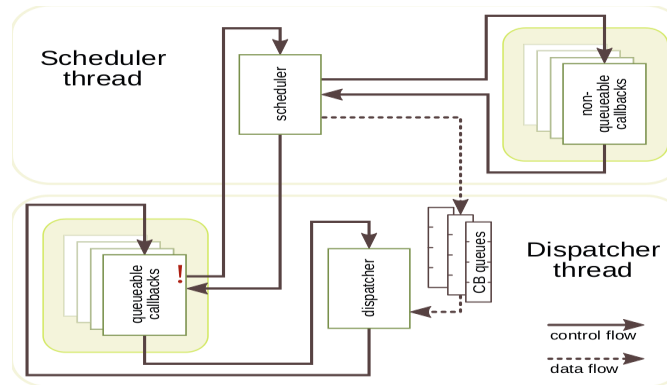 Scheduler
thread
scheduler
non-
queueable
callbacks
queueable
callbacks
!
dispatcher
CB queues
Dispatcher
thread
control flow
data flow